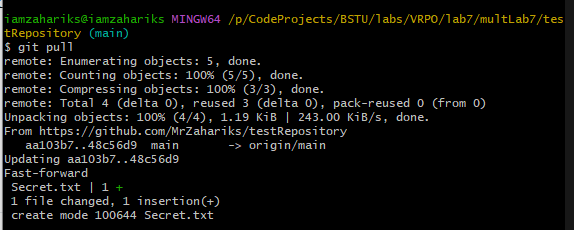 iamzahariks@iamzahariks MINGW64 /p/CodeProjects/BSTU/labs/VRPO/lab7/multLab7/tes
tRepository (main)
$ git pull
remote: Enumerating objects: 5, done.
remote: Counting objects: 100% (5/5), done.
remote: Compressing objects: 100% (3/3), done.
remote: Total 4 (delta 0), reused 3 (delta 0), pack-reused 0 (from 0)
Unpacking objects: 100% (4/4), 1.19 KiB | 243.00 KiB/s, done.
From https://github.com/MrZahariks/testRepository
   aa103b7..48c56d9  main       -> origin/main
Updating aa103b7..48c56d9
Fast-forward
 Secret.txt | 1 +
 1 file changed, 1 insertion(+)
 create mode 100644 Secret.txt